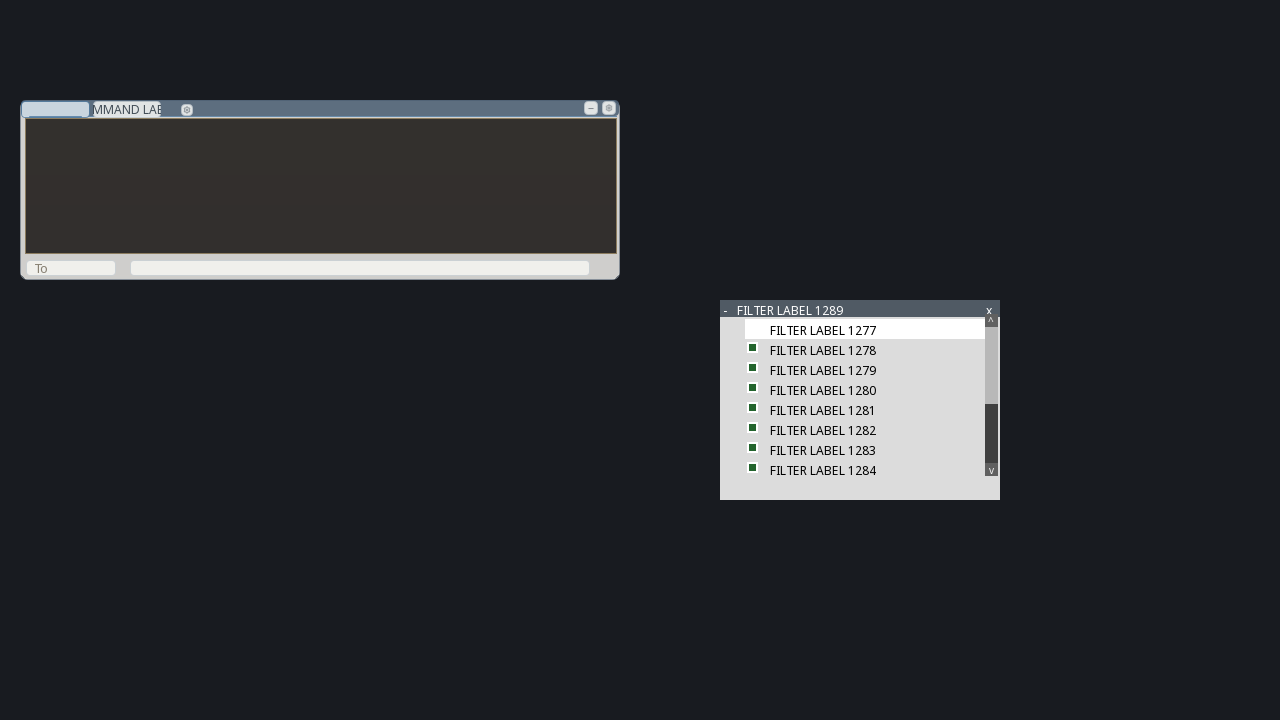 MMAND LAB
To
- FILTER LABEL 1289 x
FILTER LABEL 1277
FILTER LABEL 1278
FILTER LABEL 1279
FILTER LABEL 1280
FILTER LABEL 1281
FILTER LABEL 1282
FILTER LABEL 1283
FILTER LABEL 1284